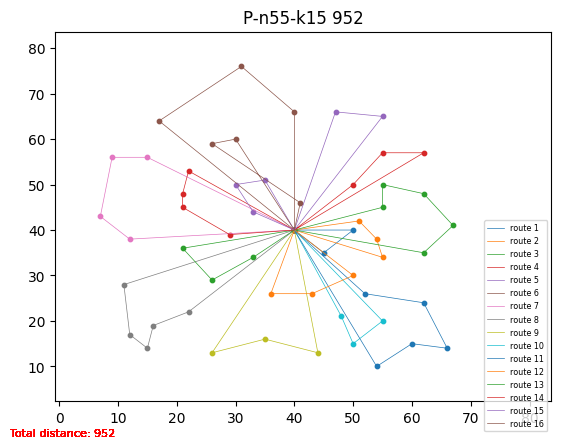 P-n55-k15 952
80
70
60
50
40
30
20
10
0 10 20 30 40 50 60 70 80
route 1
route 2
route 3
route 4
route 5
route 6
route 7
route 8
route 9
route 10
route 11
route 12
route 13
route 14
route 15
route 16
Total distance: 952